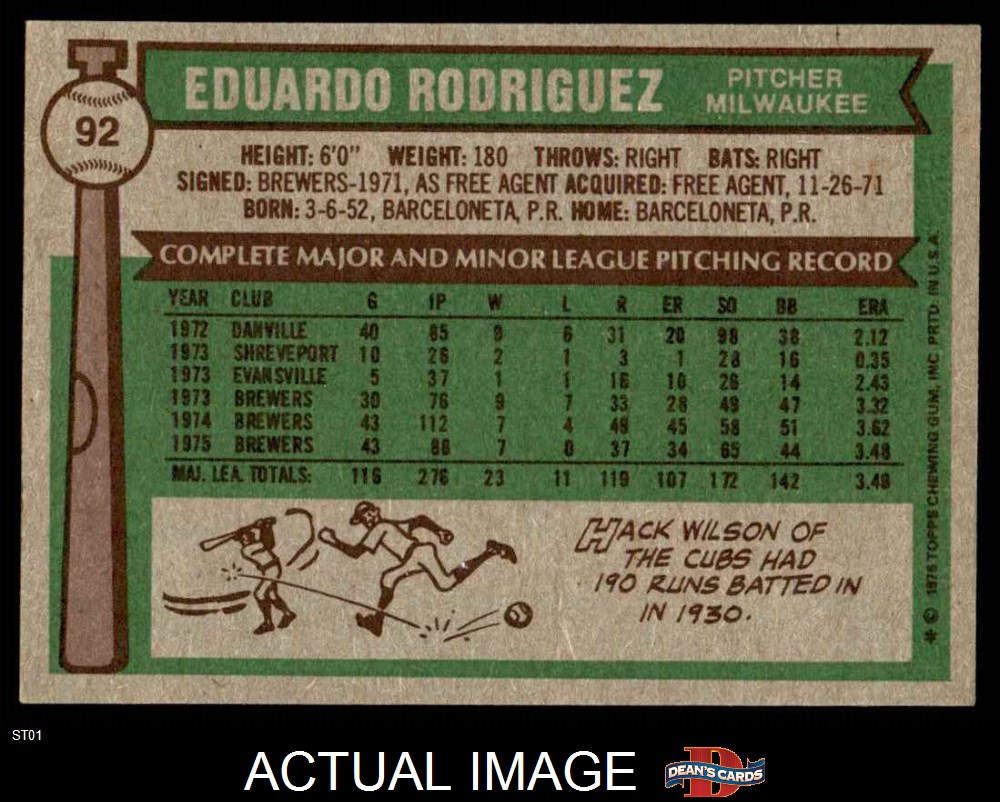 EDUARDO RODRIGUEZ
PITCHER
MILWAUKEE
92
HEIGHT: 6'0" WEIGHT: 180 THROWS: RIGHT BATS: RIGHT
SIGNED: BREWERS-1971, AS FREE AGENT ACQUIRED: FREE AGENT, 11-26-71
BORN: 3-6-52, BARCELONETA, P.R. HOME: BARCELONETA, P.R.
COMPLETE MAJOR AND MINOR LEAGUE PITCHING RECORD
YEAR CLUB G IP W L R ER SO BB ERA
1972 DANVILLE 40 85 6 31 20 98 38 2.12
1973 SHREVEPORT 10 26 2 1 3 1 28 16 0.35
1973 EVANSVILLE 5 37 1 1 16 10 26 14 2.43
1973 BREWERS 30 76 9 7 33 28 49 47 3.32
1974 BREWERS 43 112 7 4 49 45 58 51 3.62
1975 BREWERS 43 88 7 0 37 34 65 44 3.48
MAJ. LEA. TOTALS: 116 276 23 11 119 107 172 142 3.49
HACK WILSON OF
THE CUBS HAD
190 RUNS BATTED IN
IN 1930.
* © 1976 TOPPS CHEWING GUM, INC. PRTD. IN U.S.A.
ST01
ACTUAL IMAGE
D
DEAN'S CARDS